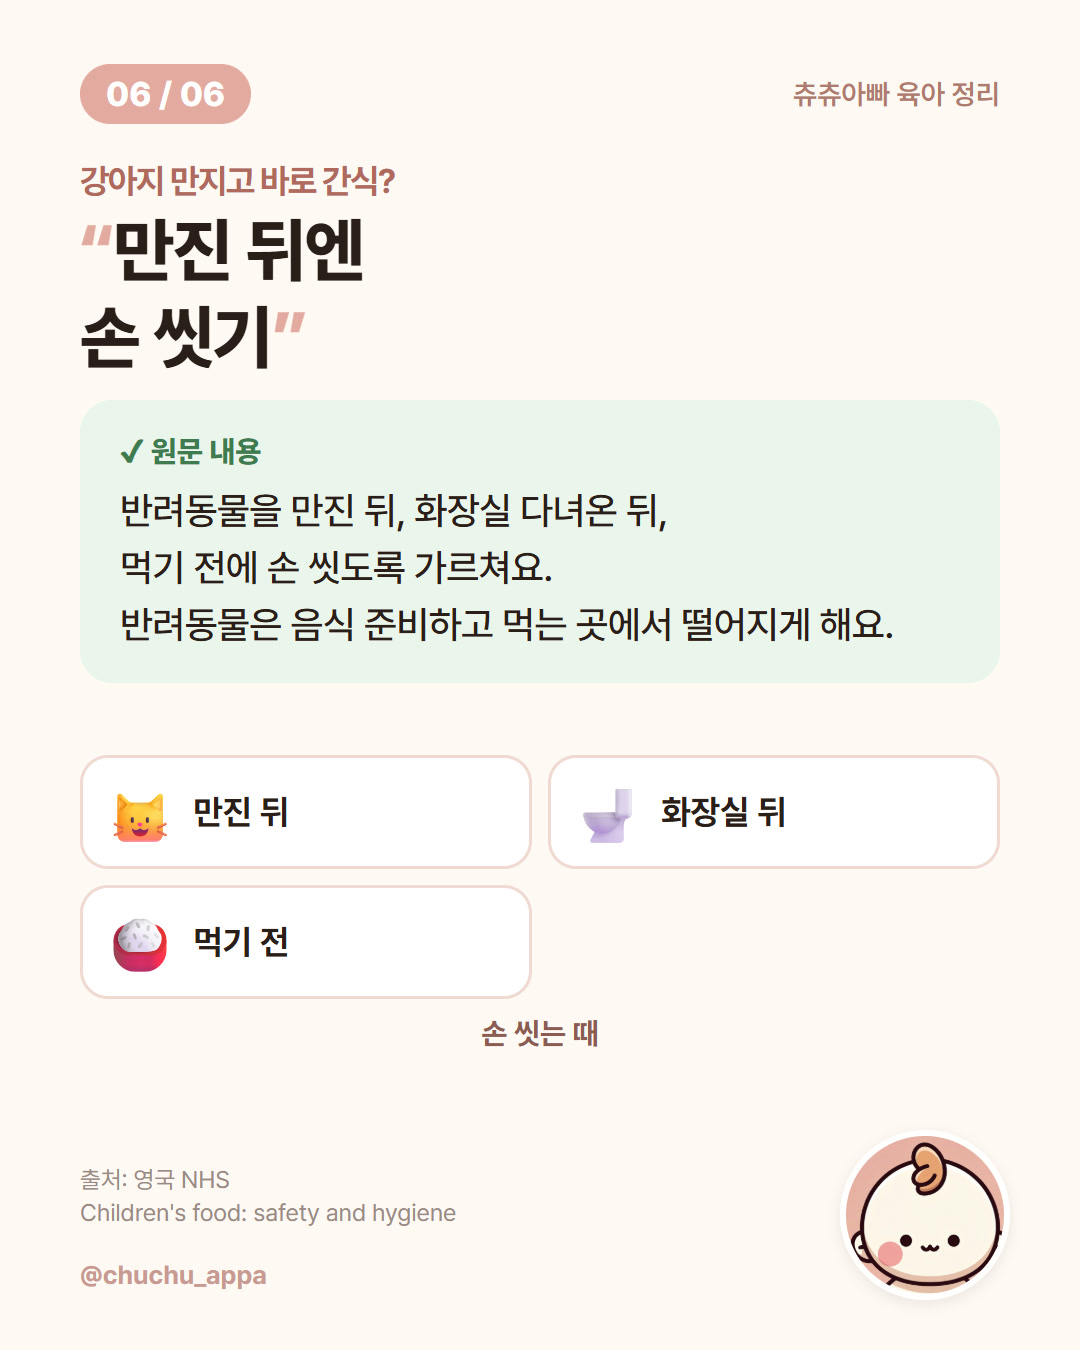 06 / 06
츄츄아빠 육아 정리
강아지 만지고 바로 간식?
“만진 뒤엔
손 씻기”
✓ 원문 내용
반려동물을 만진 뒤, 화장실 다녀온 뒤,
먹기 전에 손 씻도록 가르쳐요.
반려동물은 음식 준비하고 먹는 곳에서 떨어지게 해요.
만진 뒤
화장실 뒤
먹기 전
손 씻는 때
출처: 영국 NHS
Children's food: safety and hygiene
@chuchu_appa